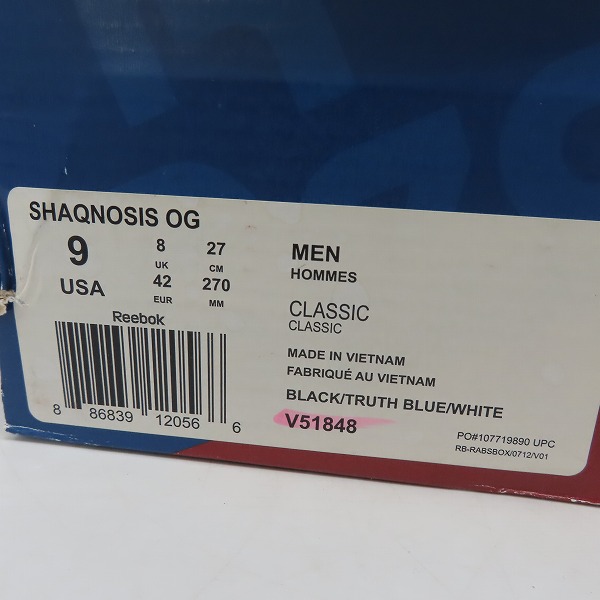 SHAQNOSIS OG
9 USA
8 UK
27 CM
42 EUR
270 MM
MEN
HOMMES
CLASSIC
CLASSIC
Reebok
MADE IN VIETNAM
FABRIQUÉ AU VIETNAM
BLACK/TRUTH BLUE/WHITE
V51848
8 86839 12056 6
PO#107719890 UPC
RB-RABSBOX/0712/V01